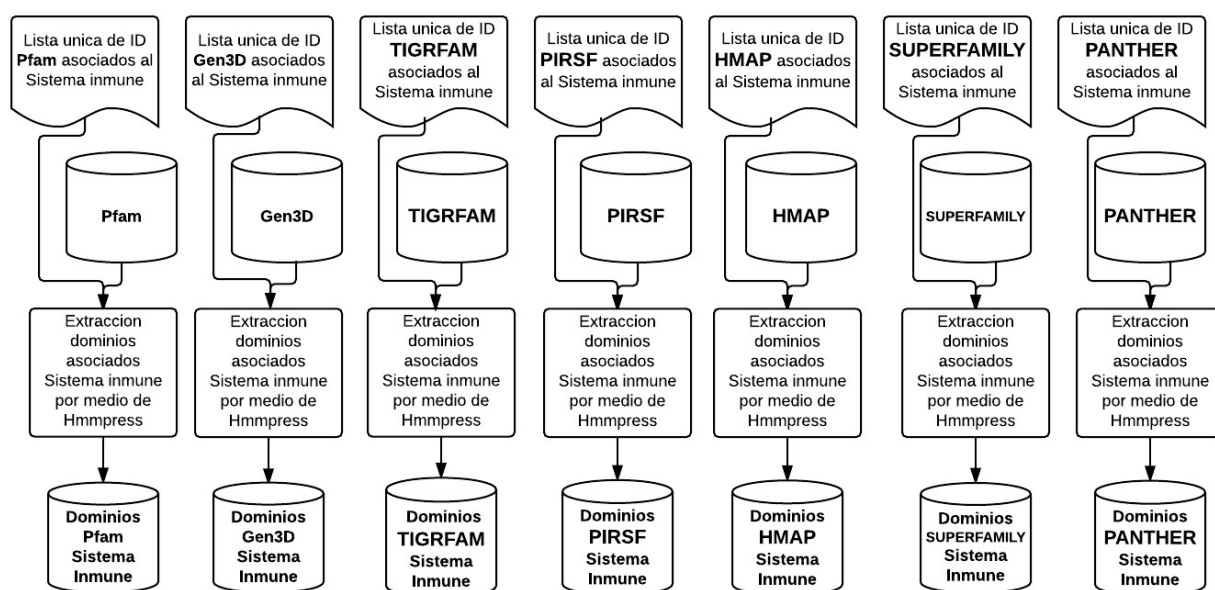 Lista unica de ID
Pfam asociados al
Sistema inmune
Lista unica de ID
Gen3D asociados
al Sistema inmune
Lista unica de ID
TIGRFAM
asociados al
Sistema inmune
Lista unica de ID
PIRSF asociados
al Sistema inmune
Lista unica de ID
HMAP asociados
al Sistema inmune
Lista unica de ID
SUPERFAMILY
asociados al
Sistema inmune
Lista unica de ID
PANTHER
asociados al
Sistema inmune
Pfam
Gen3D
TIGRFAM
PIRSF
HMAP
SUPERFAMILY
PANTHER
Extraccion
dominios
asociados
Sistema inmune
por medio de
Hmmpress
Extraccion
dominios
asociados
Sistema inmune
por medio de
Hmmpress
Extraccion
dominios
asociados
Sistema inmune
por medio de
Hmmpress
Extraccion
dominios
asociados
Sistema inmune
por medio de
Hmmpress
Extraccion
dominios
asociados
Sistema inmune
por medio de
Hmmpress
Extraccion
dominios
asociados
Sistema inmune
por medio de
Hmmpress
Extraccion
dominios
asociados
Sistema inmune
por medio de
Hmmpress
Dominios
Pfam
Sistema
Inmune
Dominios
Gen3D
Sistema
Inmune
Dominios
TIGRFAM
Sistema
Inmune
Dominios
PIRSF
Sistema
Inmune
Dominios
HMAP
Sistema
Inmune
Dominios
SUPERFAMILY
Sistema
Inmune
Dominios
PANTHER
Sistema
Inmune